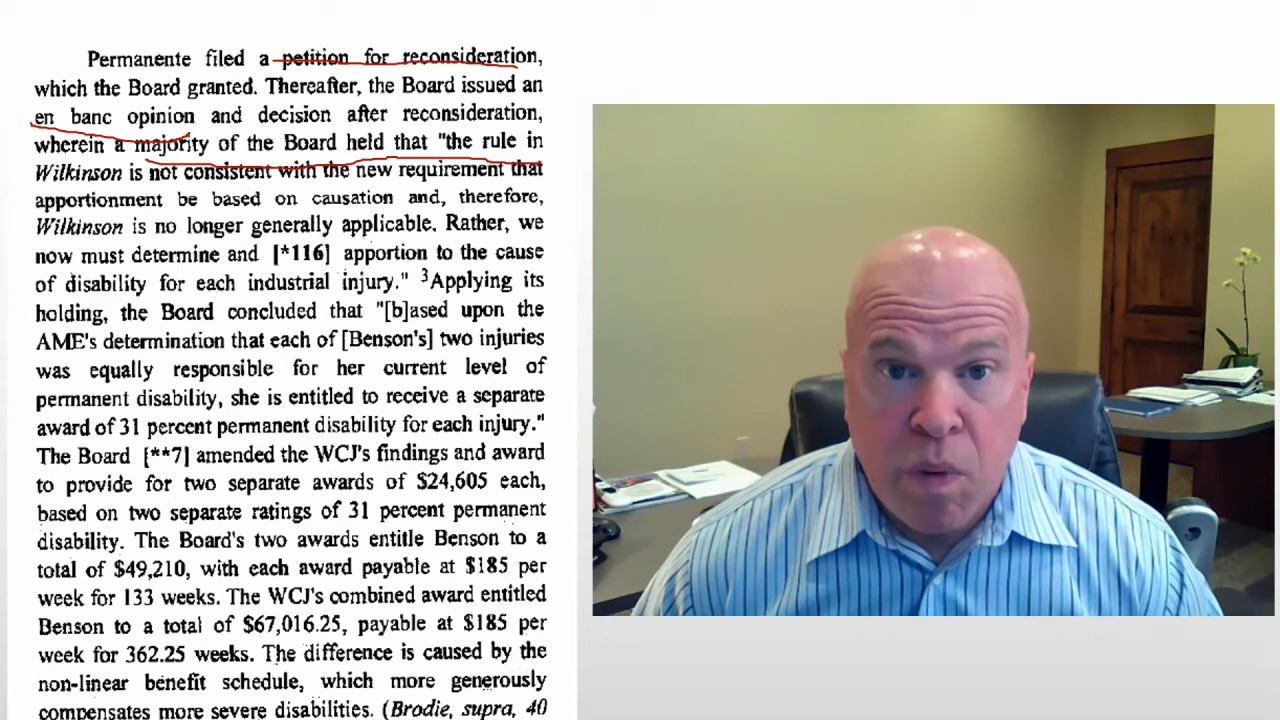 Permanente filed a petition for reconsideration,
which the Board granted. Thereafter, the Board issued an
en banc opinion and decision after reconsideration,
wherein a majority of the Board held that "the rule in
Wilkinson is not consistent with the new requirement that
apportionment be based on causation and, therefore,
Wilkinson is no longer generally applicable. Rather, we
now must determine and [*116] apportion to the cause
of disability for each industrial injury." ³Applying its
holding, the Board concluded that "[b]ased upon the
AME's determination that each of [Benson's] two injuries
was equally responsible for her current level of
permanent disability, she is entitled to receive a separate
award of 31 percent permanent disability for each injury."
The Board [**7] amended the WCJ's findings and award
to provide for two separate awards of $24,605 each,
based on two separate ratings of 31 percent permanent
disability. The Board's two awards entitle Benson to a
total of $49,210, with each award payable at $185 per
week for 133 weeks. The WCJ's combined award entitled
Benson to a total of $67,016.25, payable at $185 per
week for 362.25 weeks. The difference is caused by the
non-linear benefit schedule, which more generously
compensates more severe disabilities. (Brodie, supra, 40